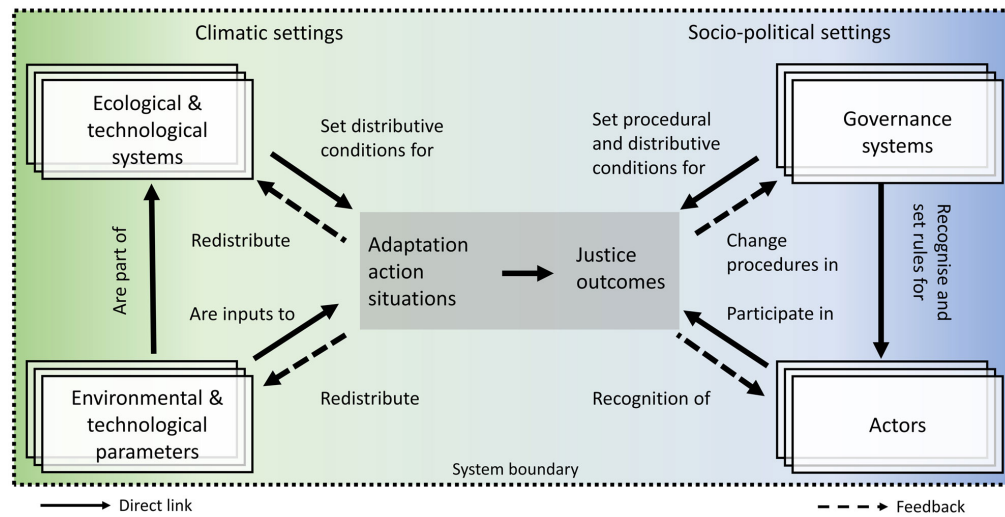 Climatic settings
Socio-political settings
Ecological &
technological
systems
Set distributive
conditions for
Set procedural
and distributive
conditions for
Governance
systems
Are part of
Redistribute
Adaptation
action
situations
Justice
outcomes
Change
procedures in
Recognise and
set rules for
Are inputs to
Participate in
Environmental &
technological
parameters
Redistribute
Recognition of
Actors
System boundary
Direct link
Feedback